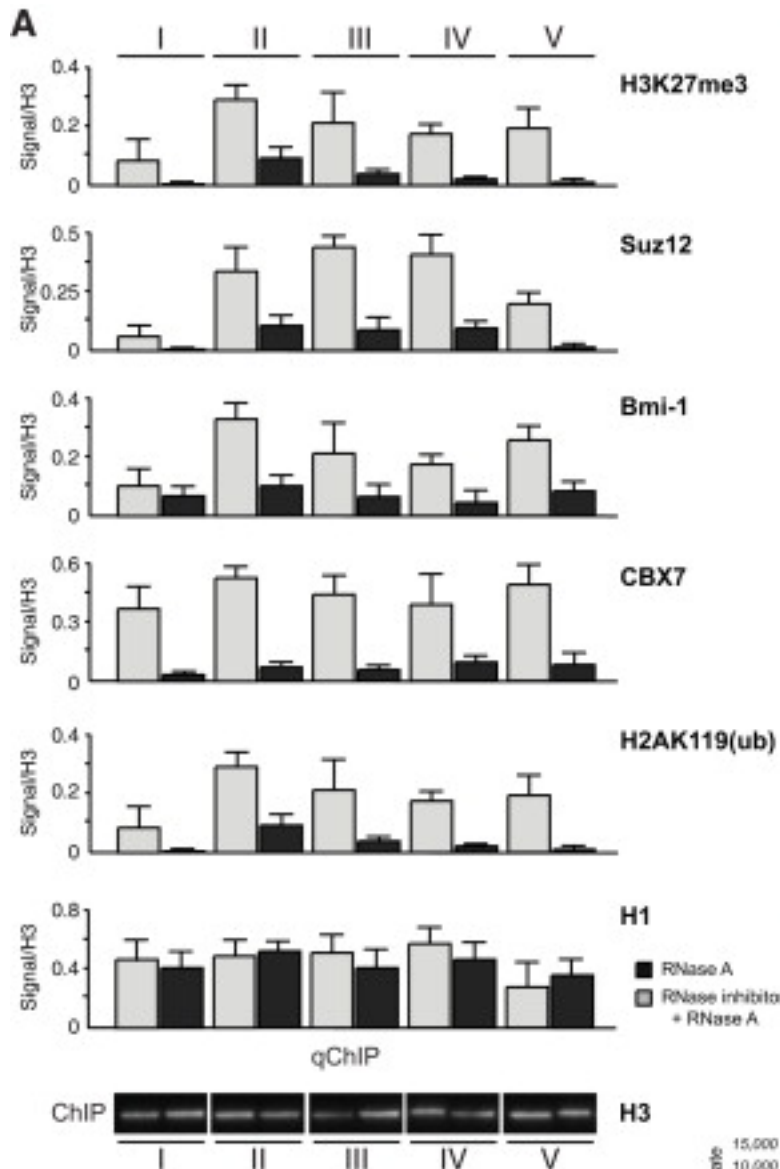 A
I II III IV V
0.4
0.2
0
Signal/H3
H3K27me3
0.5
0.25
0
Signal/H3
Suz12
0.4
0.2
0
Signal/H3
Bmi-1
0.6
0.3
0
Signal/H3
CBX7
0.4
0.2
0
Signal/H3
H2AK119(ub)
0.8
0.4
0
Signal/H3
H1
RNase A
RNase inhibito
+ RNase A
qChIP
ChIP
H3
I II III IV V
15,000
10,000